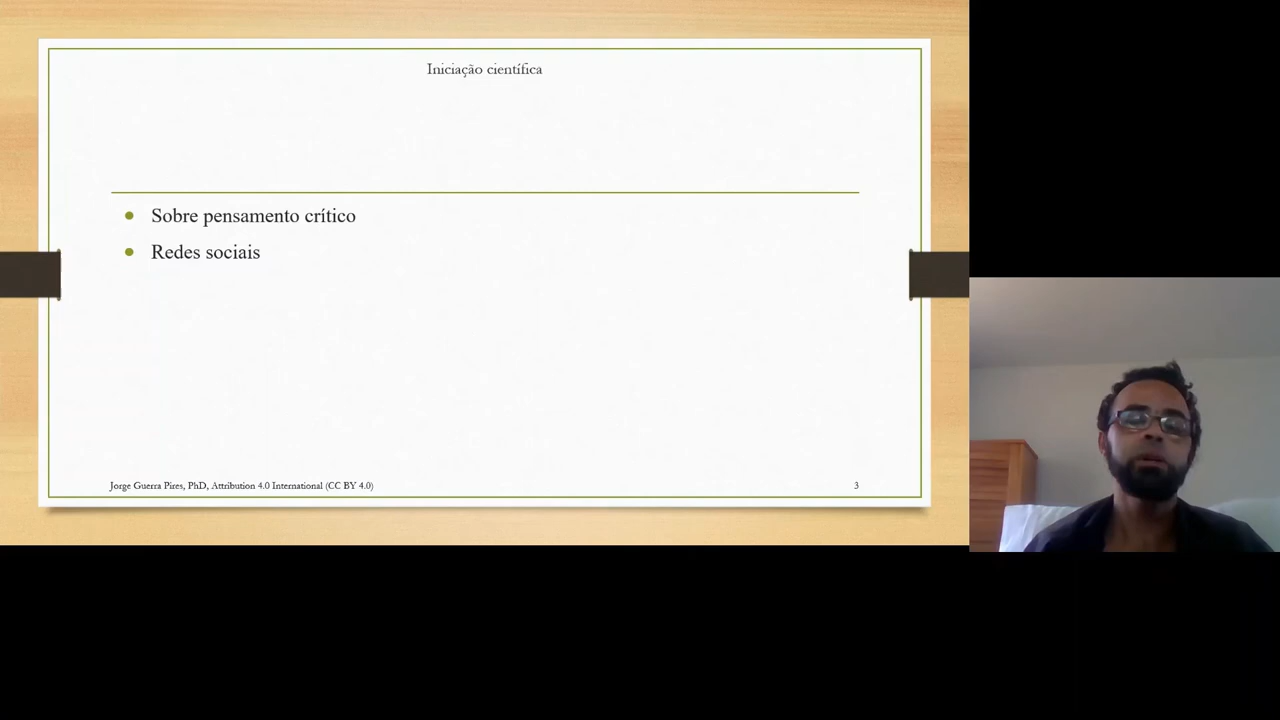 Iniciação científica
Sobre pensamento crítico
Redes sociais
Jorge Guerra Pires, PhD, Attribution 4.0 International (CC BY 4.0)
3